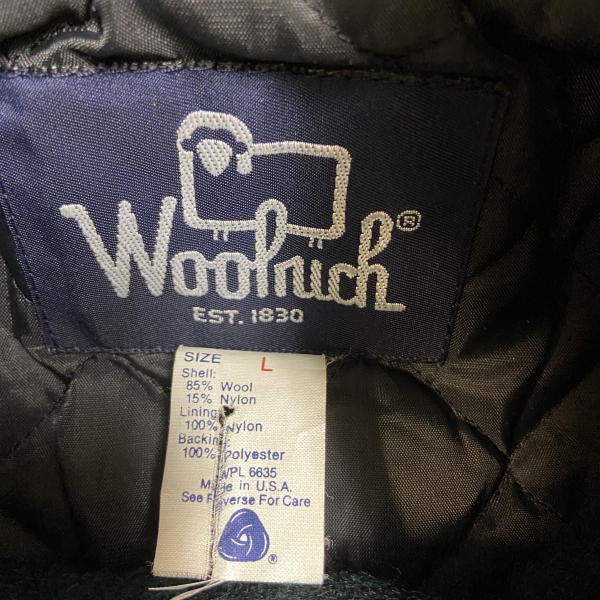 Woolrich®
EST. 1830
SIZE L
Shell:
85% Wool
15% Nylon
Lining
100% Nylon
Backing
100% Polyester
WPL 6635
Made in U.S.A.
See Reverse For Care
®